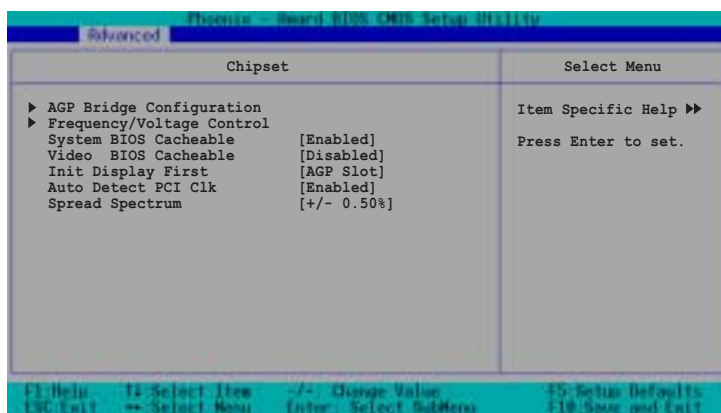 Phoenix - Award BIOS CMOS Setup Utility
Advanced
Chipset
Select Menu
AGP Bridge Configuration
Frequency/Voltage Control
System BIOS Cacheable [Enabled]
Video BIOS Cacheable [Disabled]
Init Display First [AGP Slot]
Auto Detect PCI Clk [Enabled]
Spread Spectrum [+/- 0.50%]
Item Specific Help
Press Enter to set.
F1:Help ↑↓:Select Item -/+: Change Value F5:Setup Defaults
ESC:Exit ↔:Select Menu Enter: Select SubMenu F10:Save and Exit